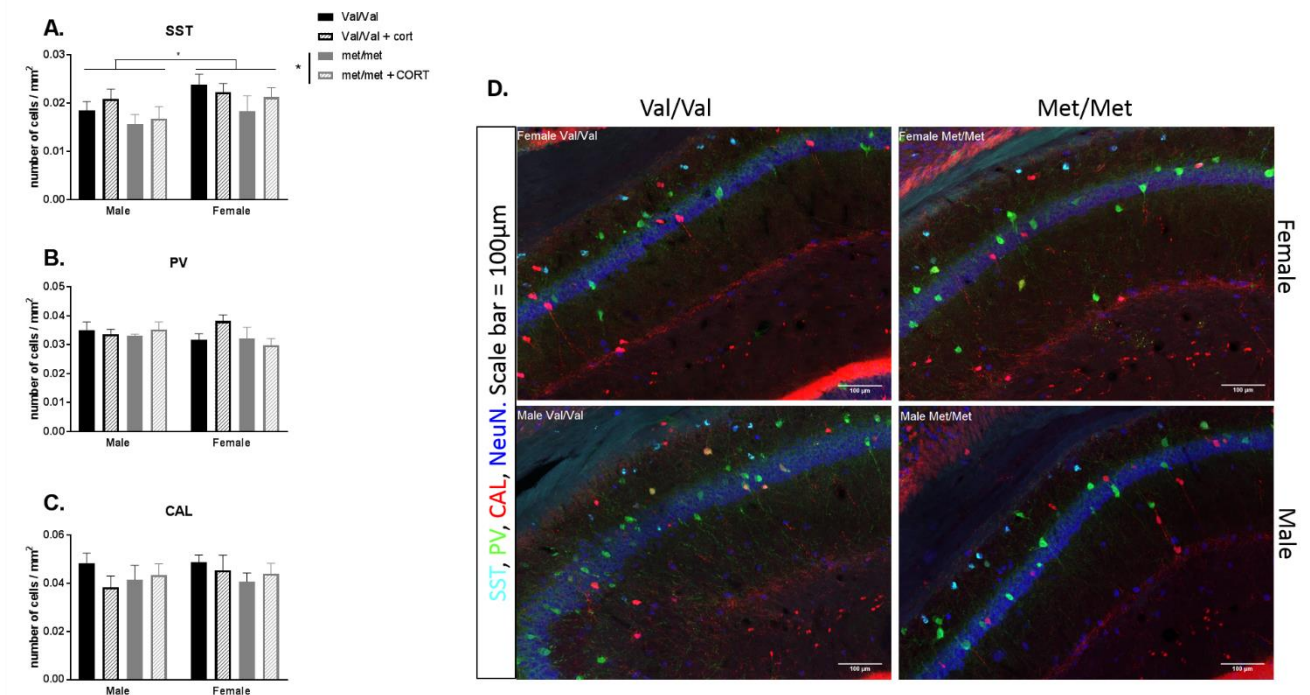 A.
SST
number of cells / mm²
0.03
0.02
0.01
0.00
*
Male
Female
Val/Val
Val/Val + cort
met/met
met/met + CORT
*
B.
PV
number of cells / mm²
0.05
0.04
0.03
0.02
0.01
0.00
Male
Female
C.
CAL
number of cells / mm²
0.06
0.04
0.02
0.00
Male
Female
D.
Val/Val
Met/Met
SST, PV, CAL, NeuN. Scale bar = 100µm
Female Val/Val
100 µm
Female Met/Met
100 µm
Female
Male Val/Val
100 µm
Male Met/Met
100 µm
Male